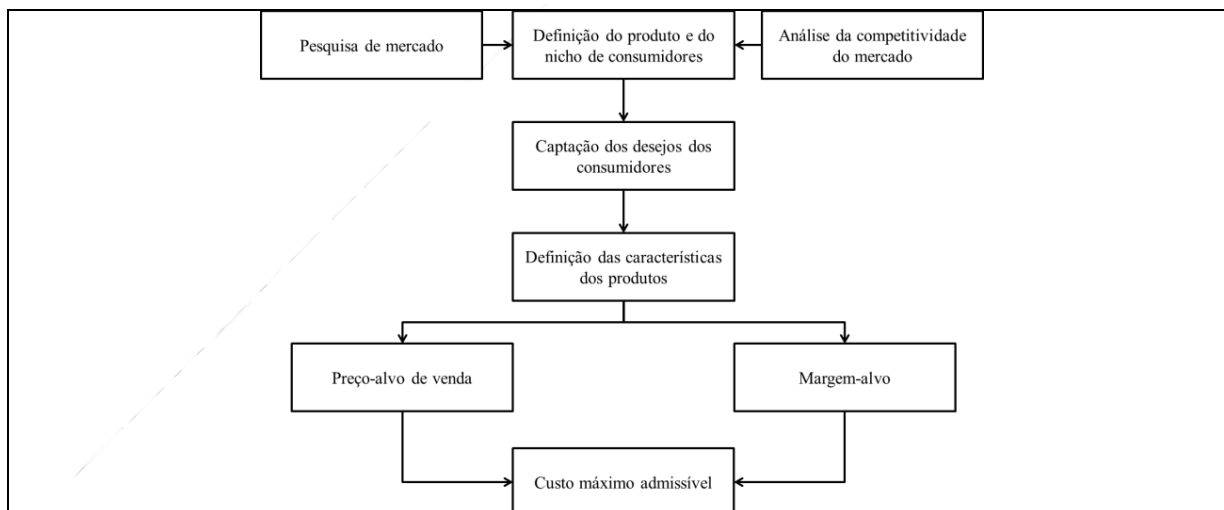 Pesquisa de mercado
Definição do produto e do
nicho de consumidores
Análise da competitividade
do mercado
Captação dos desejos dos
consumidores
Definição das características
dos produtos
Preço-alvo de venda
Margem-alvo
Custo máximo admissível